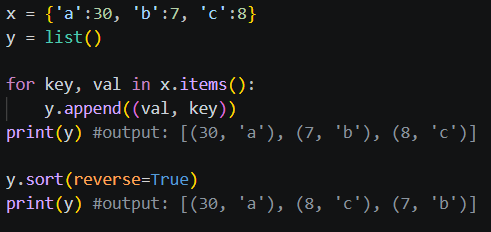 x = {'a':30, 'b':7, 'c':8}
y = list()
for key, val in x.items():
    y.append((val, key))
print(y) #output: [(30, 'a'), (7, 'b'), (8, 'c')]
y.sort(reverse=True)
print(y) #output: [(30, 'a'), (8, 'c'), (7, 'b')]